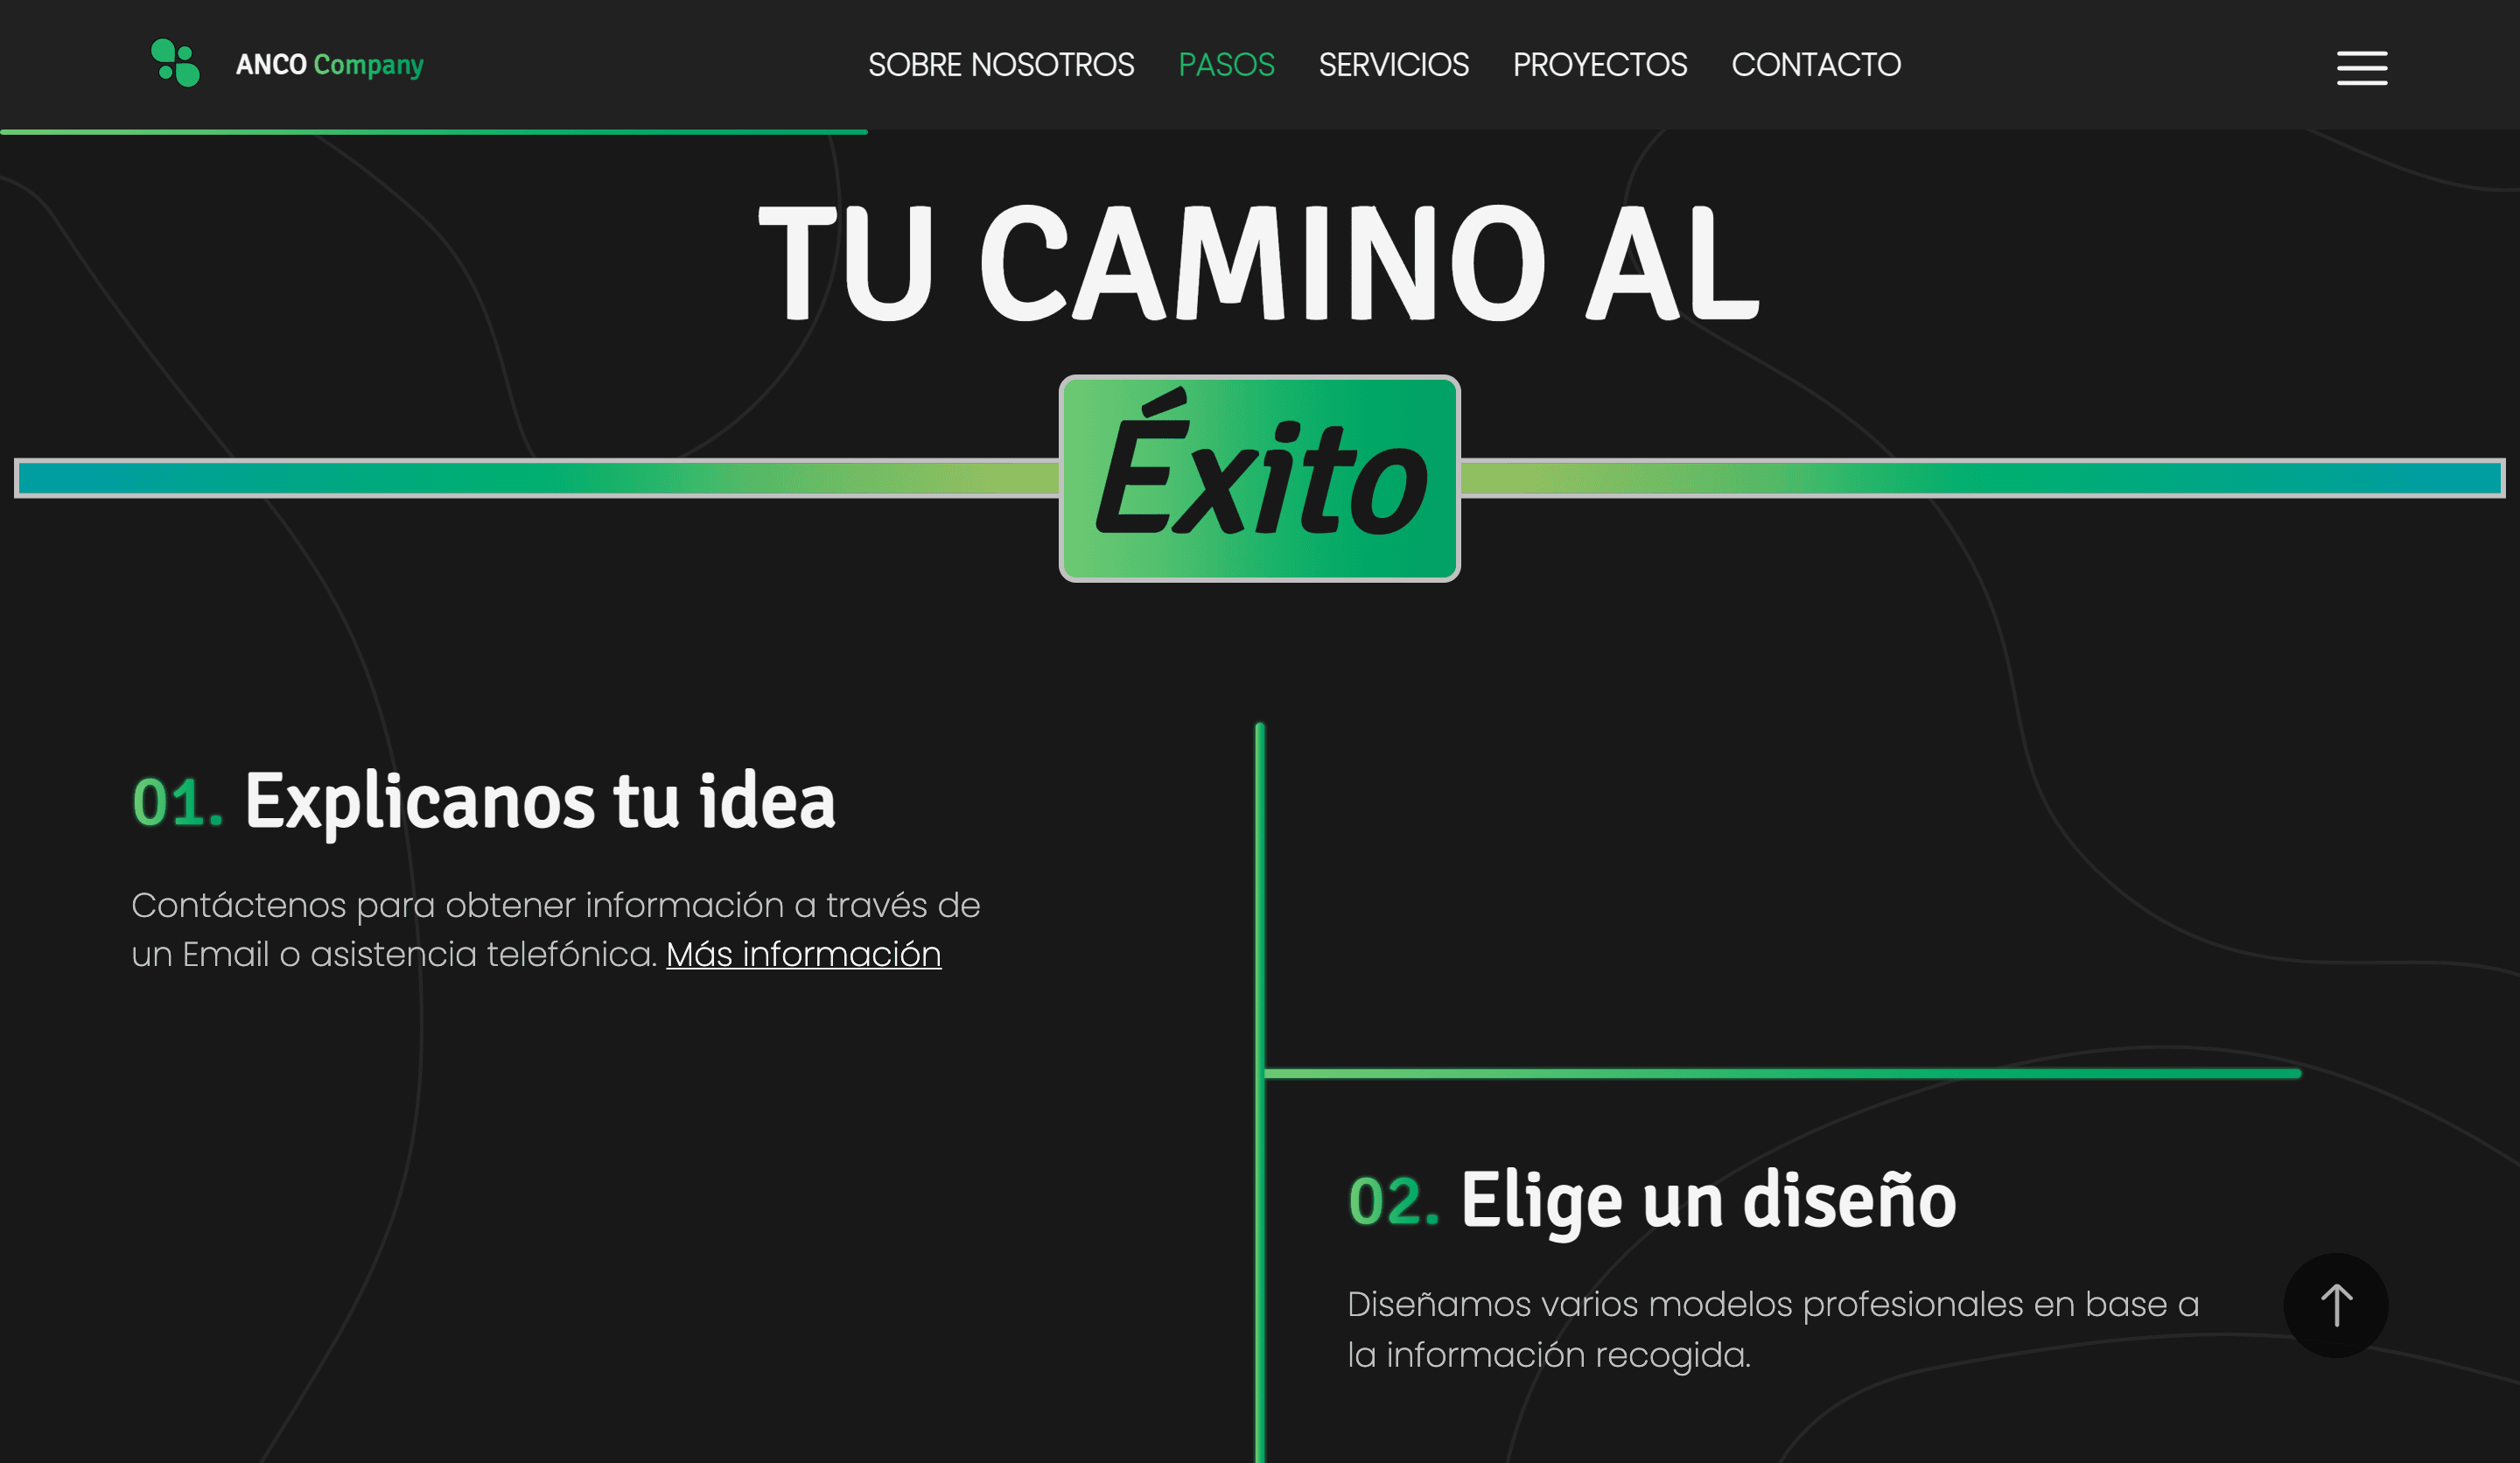 ANCO Company
SOBRE NOSOTROS
PASOS
SERVICIOS
PROYECTOS
CONTACTO
TU CAMINO AL
Éxito
01. Explicanos tu idea
Contáctenos para obtener información a través de
un Email o asistencia telefónica. Más información
02. Elige un diseño
Diseñamos varios modelos profesionales en base a
la información recogida.